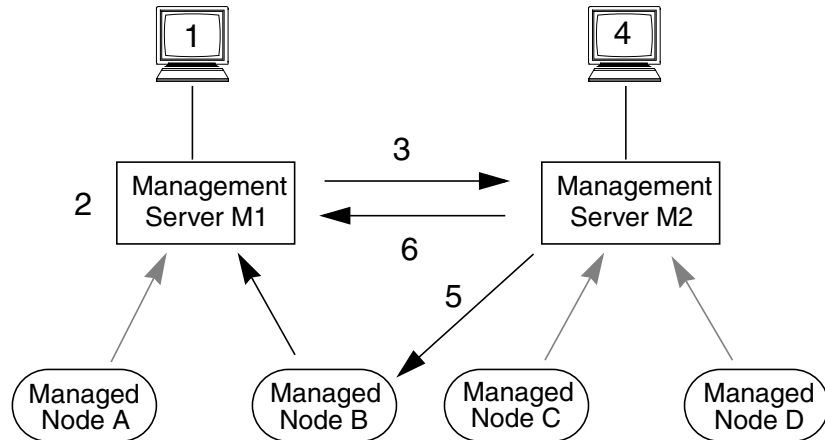 1
4
3
2
Management
Server M1
Management
Server M2
6
5
Managed
Node A
Managed
Node B
Managed
Node C
Managed
Node D